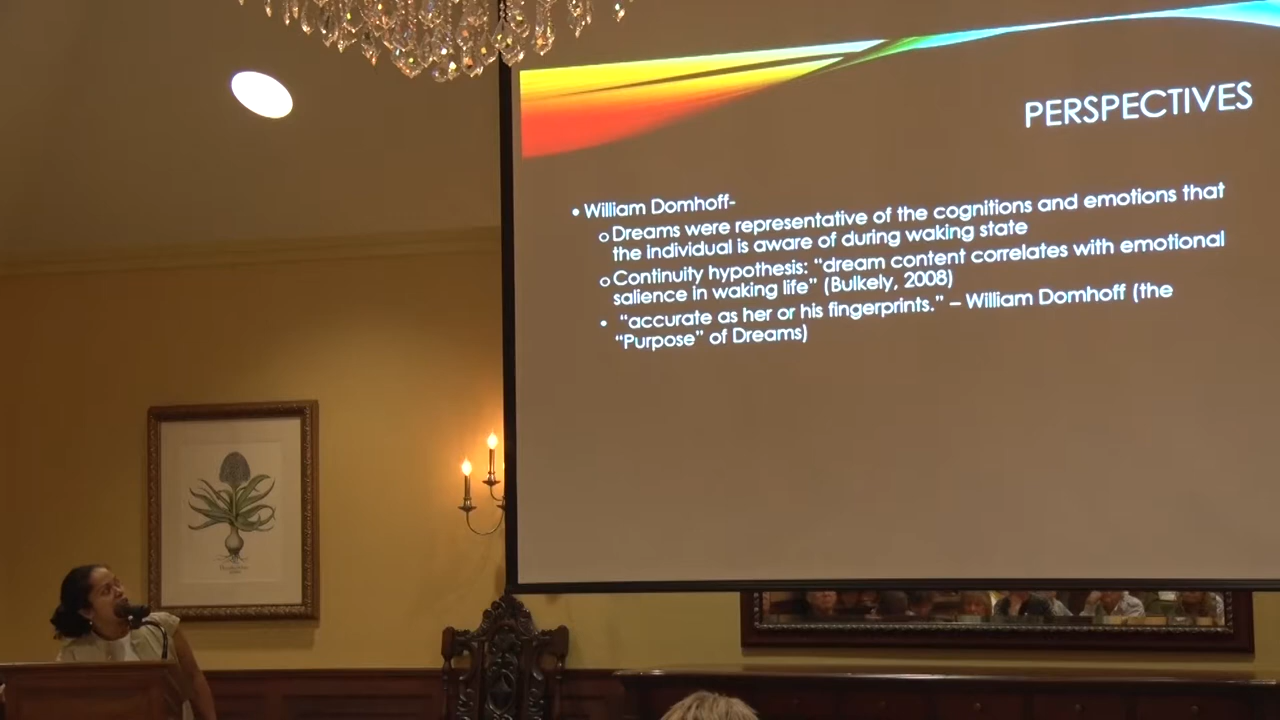 PERSPECTIVES
• William Domhoff-
o Dreams were representative of the cognitions and emotions that
the individual is aware of during waking state
o Continuity hypothesis: “dream content correlates with emotional
salience in waking life” (Bulkely, 2008)
• “accurate as her or his fingerprints.” – William Domhoff (the
“Purpose” of Dreams)